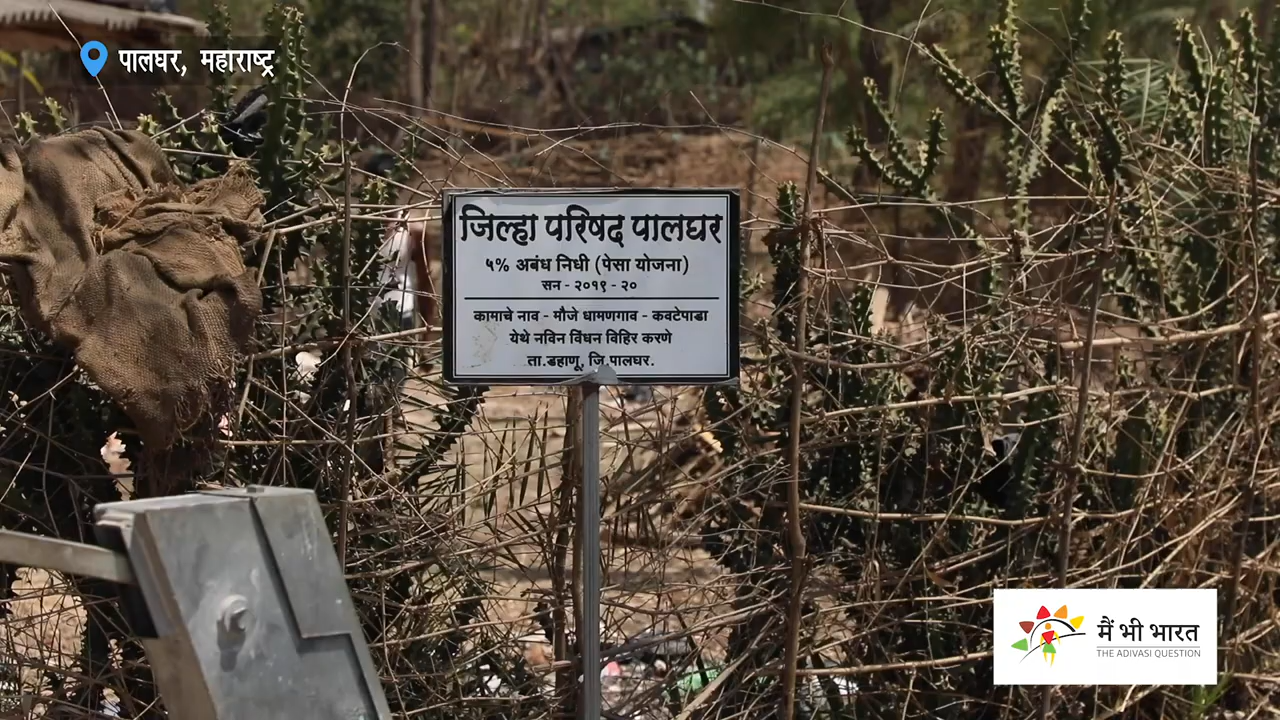 पालघर, महाराष्ट्र
जिल्हा परिषद पालघर
५% अबंध निधी (पेसा योजना)
सन - २०१९ - २०
कामाचे नाव - मौजे धामणगाव - कवटेपाडा
येथे नविन विंधन विहिर करणे
ता.डहाणू, जि.पालघर.
मैं भी भारत
THE ADIVASI QUESTION